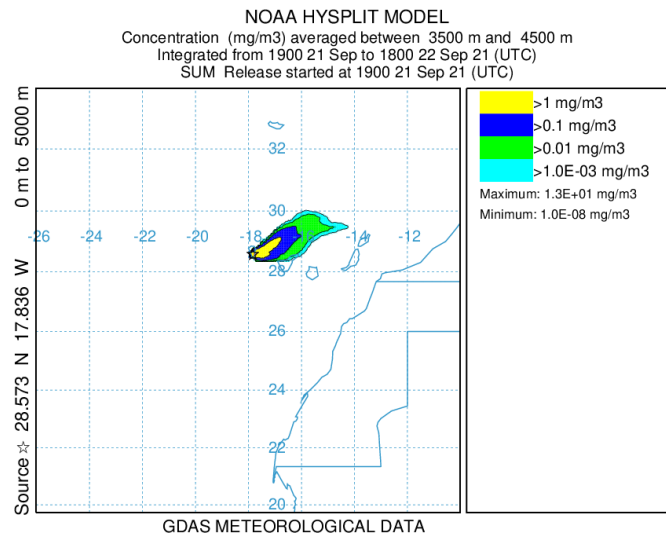 NOAA HYSPLIT MODEL
Concentration (mg/m3) averaged between 3500 m and 4500 m
Integrated from 1900 21 Sep to 1800 22 Sep 21 (UTC)
SUM Release started at 1900 21 Sep 21 (UTC)
Source ☆ 28.573 N 17.836 W 0 m to 5000 m
32
30
-26 -24 -22 -20 -18 -16 -14 -12
28
26
24
22
20
>1 mg/m3
>0.1 mg/m3
>0.01 mg/m3
>1.0E-03 mg/m3
Maximum: 1.3E+01 mg/m3
Minimum: 1.0E-08 mg/m3
GDAS METEOROLOGICAL DATA